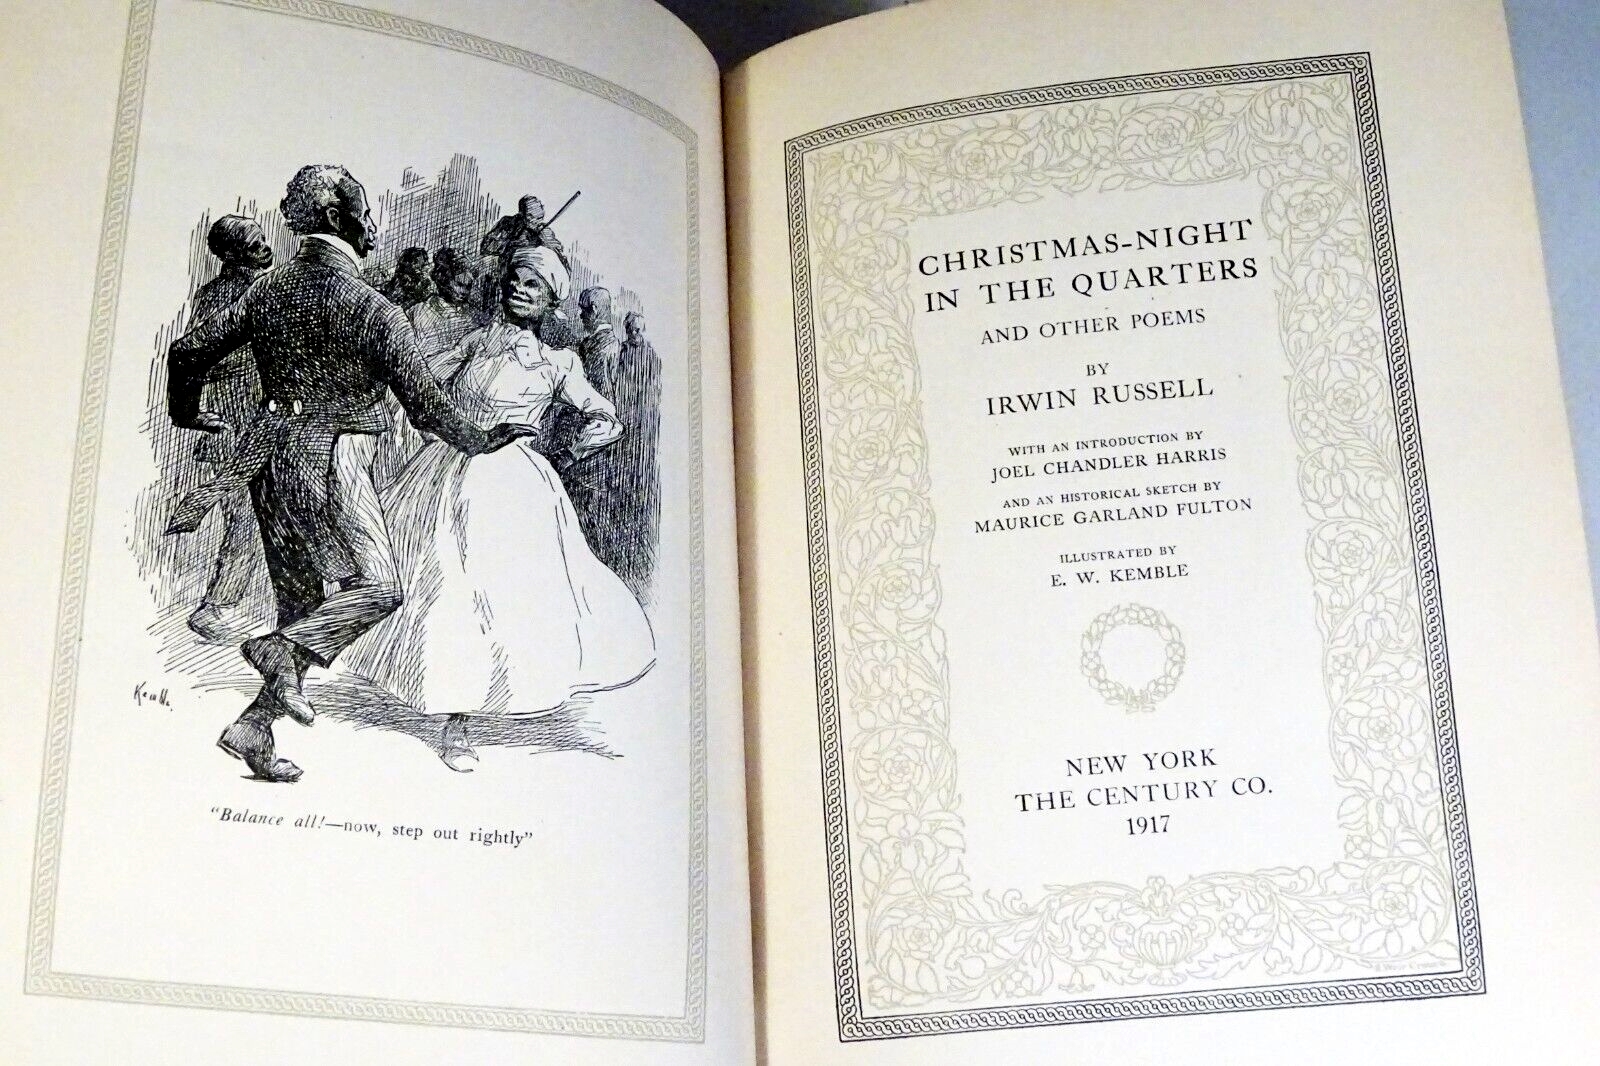 Kemble.
"Balance all!—now, step out rightly"
CHRISTMAS-NIGHT
IN THE QUARTERS
AND OTHER POEMS
BY
IRWIN RUSSELL
WITH AN INTRODUCTION BY
JOEL CHANDLER HARRIS
AND AN HISTORICAL SKETCH BY
MAURICE GARLAND FULTON
ILLUSTRATED BY
E. W. KEMBLE
NEW YORK
THE CENTURY CO.
1917